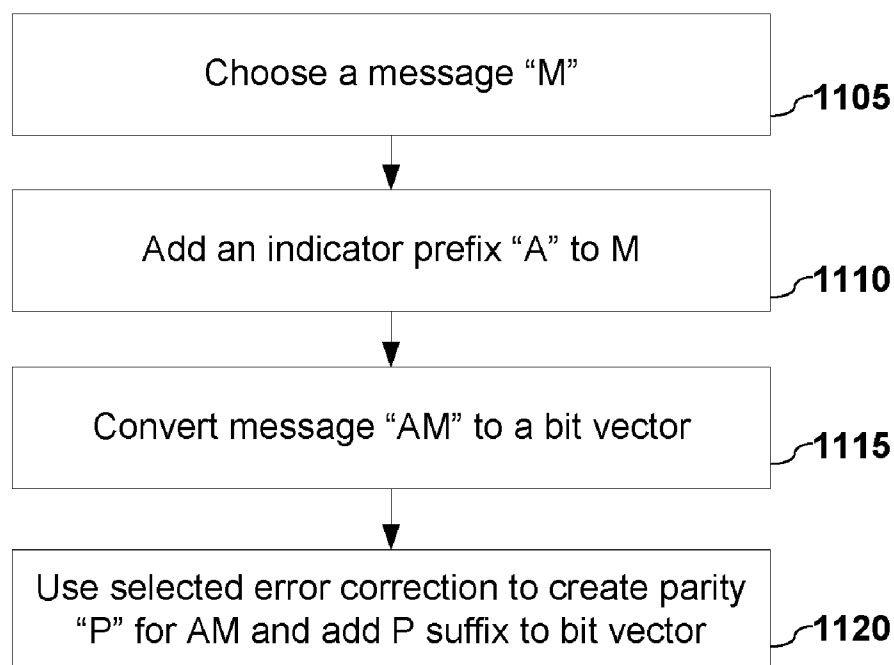 Choose a message “M”
1105
Add an indicator prefix “A” to M
1110
Convert message “AM” to a bit vector
1115
Use selected error correction to create parity
“P” for AM and add P suffix to bit vector
1120